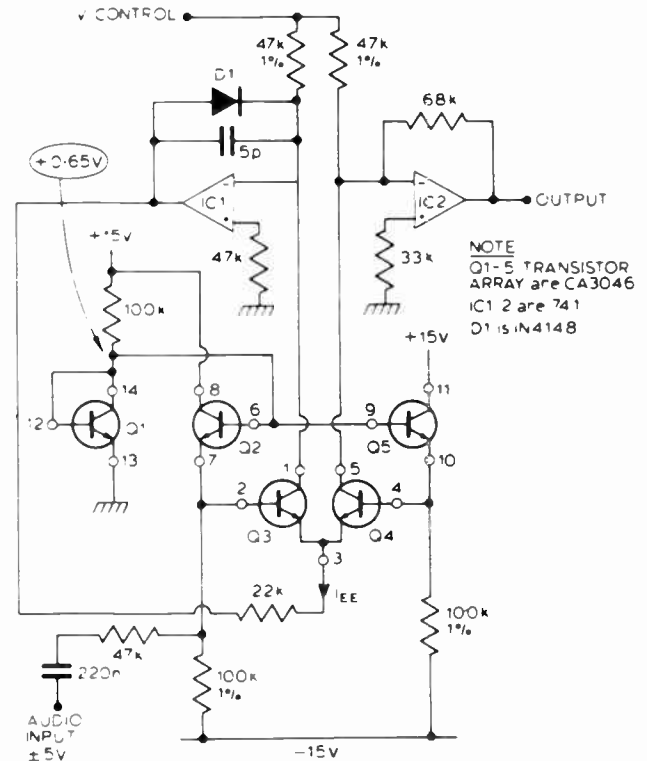 V CONTROL
47k
1%
47k
1%
D1
5p
68k
+0·65V
IC1
IC2
OUTPUT
47k
33k
NOTE
Q1-5 TRANSISTOR
ARRAY are CA3046
IC1 2 are 741
D1 is IN4148
100k
+15V
14
8
11
12
Q1
6
Q2
9
Q5
13
7
10
1
5
2
4
Q3
Q4
3
IEE
22k
47k
220n
100k
1%
100k
1%
AUDIO
INPUT
±5V
-15V